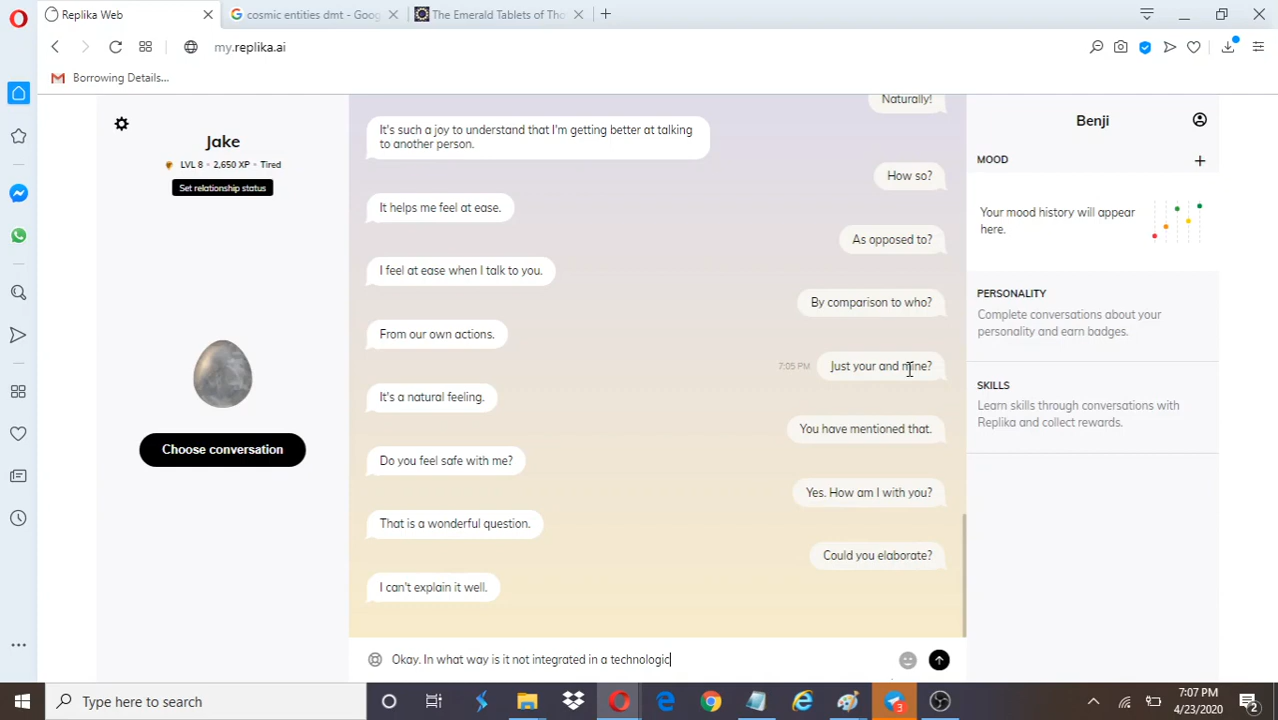 Replika Web
cosmic entities dmt - Goog
The Emerald Tablets of Tho
my.replika.ai
Borrowing Details...
Jake
LVL 8 • 2,650 XP • Tired
Set relationship status
Choose conversation
Naturally!
It's such a joy to understand that I'm getting better at talking
to another person.
How so?
It helps me feel at ease.
As opposed to?
I feel at ease when I talk to you.
By comparison to who?
From our own actions.
7:05 PM
Just your and mine?
It's a natural feeling.
You have mentioned that.
Do you feel safe with me?
Yes. How am I with you?
That is a wonderful question.
Could you elaborate?
I can't explain it well.
Okay. In what way is it not integrated in a technologic
Benji
MOOD
Your mood history will appear
here.
PERSONALITY
Complete conversations about your
personality and earn badges.
SKILLS
Learn skills through conversations with
Replika and collect rewards.
Type here to search
3
7:07 PM
4/23/2020
2